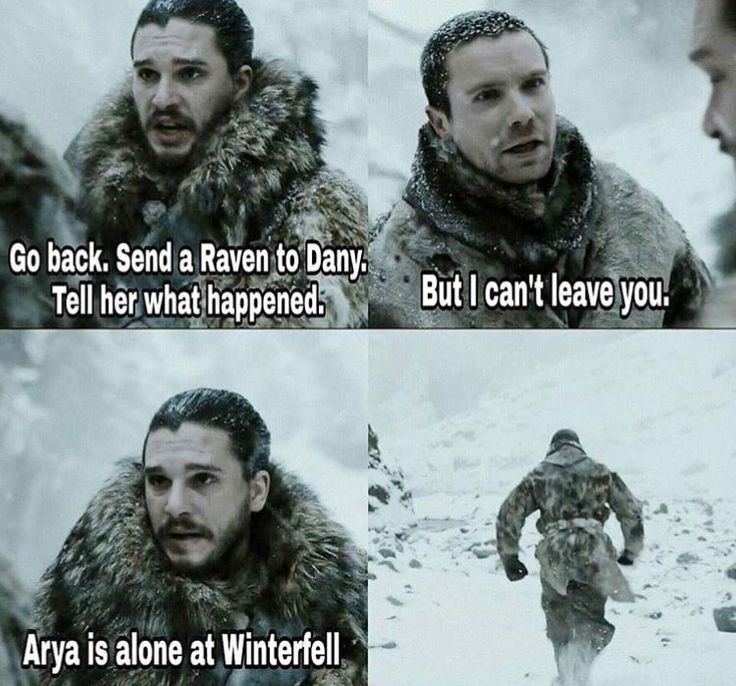 Go back. Send a Raven to Dany.
Tell her what happened.
But I can't leave you.
Arya is alone at Winterfell